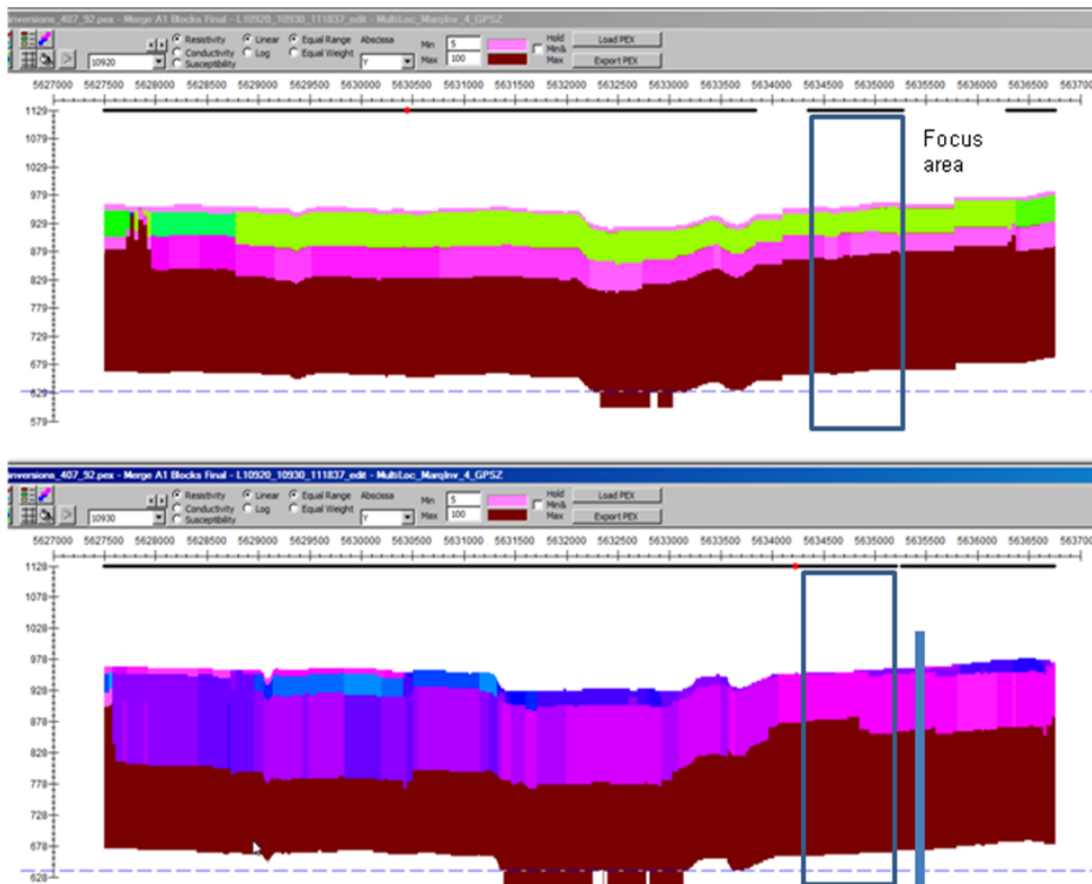 inversions_407_92.pex - Merge A1 Blocks Final - L10920_10930_111837_edit - MultiLoc_MarqInv_4_GPSZ
Resistivity Linear Equal Range Abscissa Min 5 Hold Load PEX
Conductivity Log Equal Weight Min&
10920 Susceptibility Y Max 100 Max Export PEX
5627000 5627500 5628000 5628500 5629000 5629500 5630000 5630500 5631000 5631500 5632000 5632500 5633000 5633500 5634000 5634500 5635000 5635500 5636000 5636500 5637000
1129
1079
Focus
area
1029
979
929
879
829
779
729
679
629
579
inversions_407_92.pex - Merge A1 Blocks Final - L10920_10930_111837_edit - MultiLoc_MarqInv_4_GPSZ
Resistivity Linear Equal Range Abscissa Min 5 Hold Load PEX
Conductivity Log Equal Weight Min&
10930 Susceptibility Y Max 100 Max Export PEX
5627000 5627500 5628000 5628500 5629000 5629500 5630000 5630500 5631000 5631500 5632000 5632500 5633000 5633500 5634000 5634500 5635000 5635500 5636000 5636500 5637000
1128
1078
1028
978
928
878
828
778
728
678
628